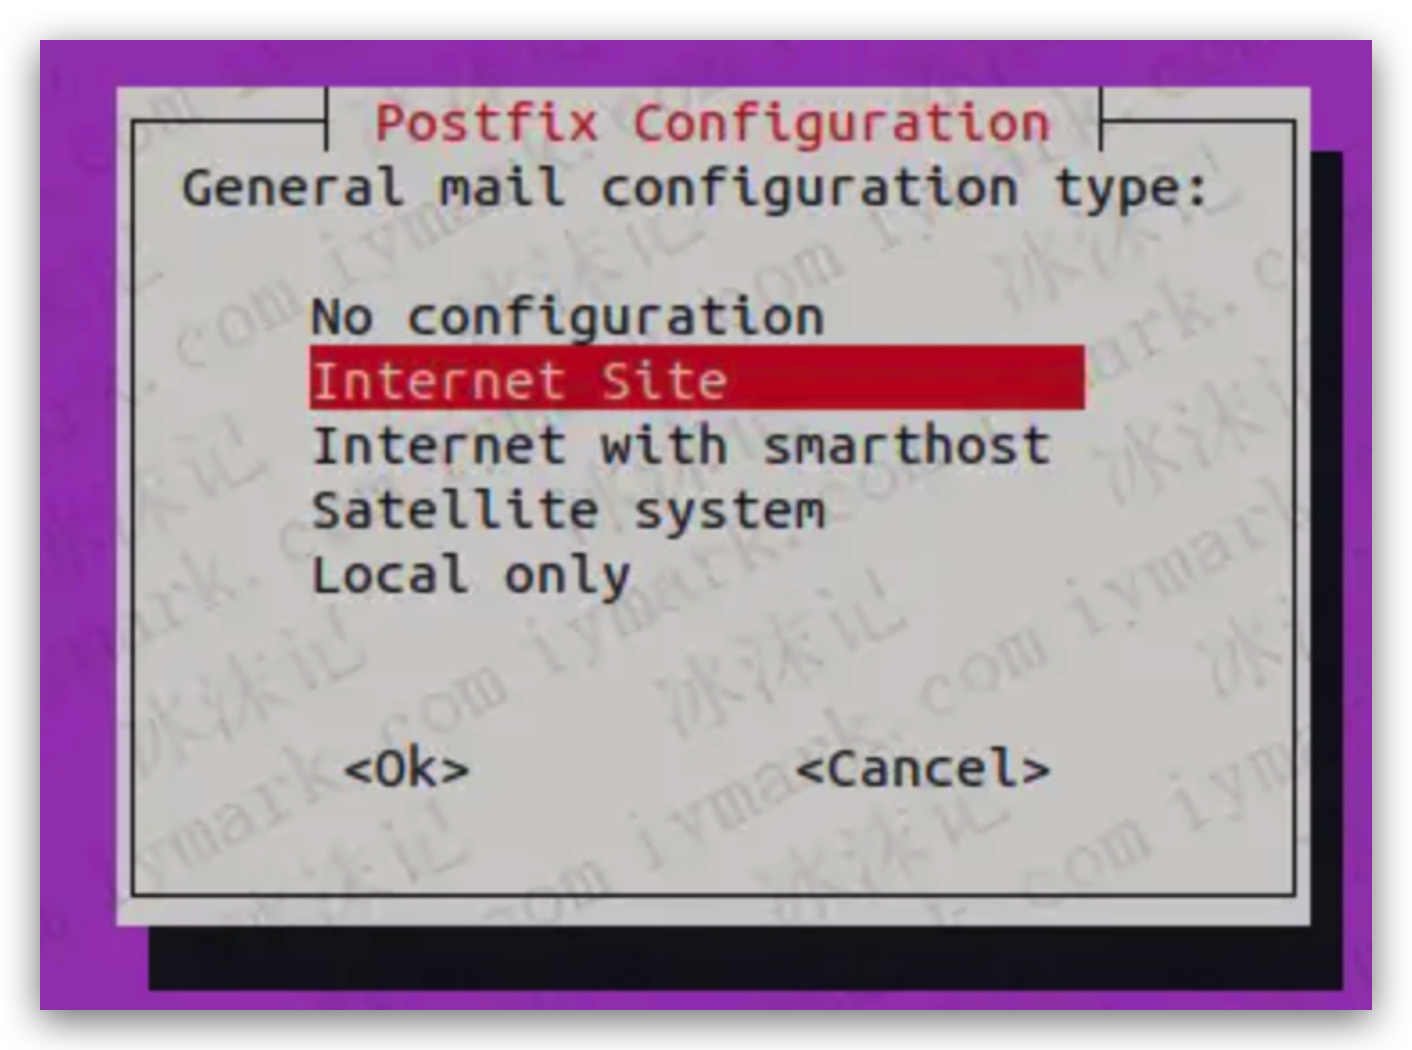 Postfix Configuration
General mail configuration type:
No configuration
Internet Site
Internet with smarthost
Satellite system
Local only
<Ok> <Cancel>
冰沫记
ivmark.com